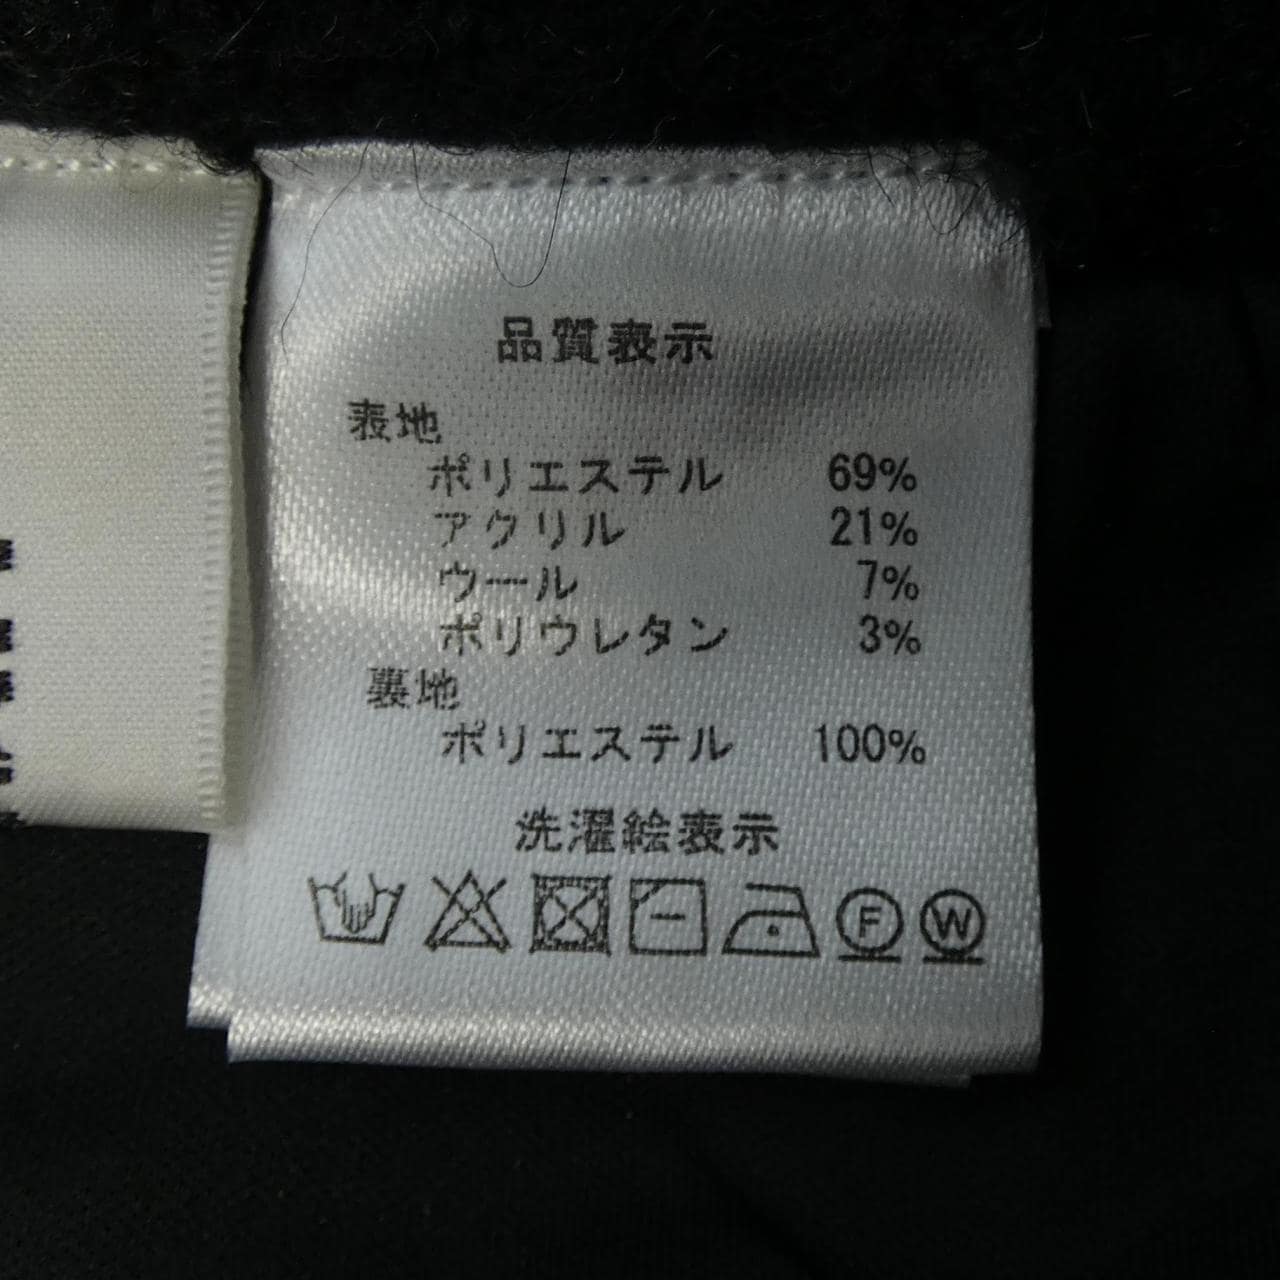 品質表示
表地
ポリエステル 69%
アクリル 21%
ウール 7%
ポリウレタン 3%
裏地
ポリエステル 100%
洗濯絵表示
F W